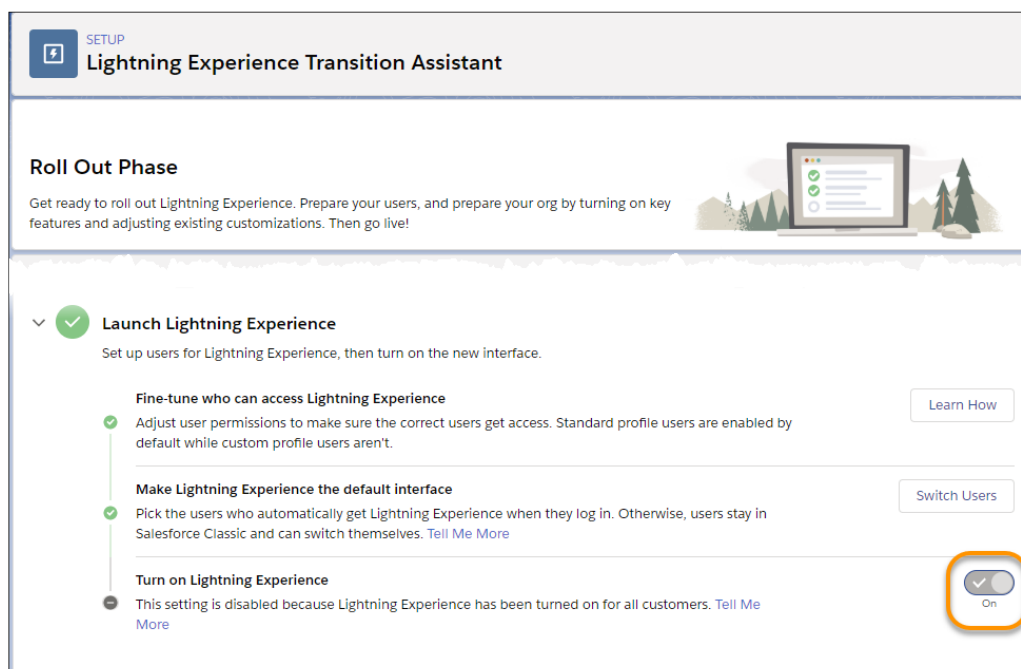 SETUP
Lightning Experience Transition Assistant
Roll Out Phase
Get ready to roll out Lightning Experience. Prepare your users, and prepare your org by turning on key
features and adjusting existing customizations. Then go live!
Launch Lightning Experience
Set up users for Lightning Experience, then turn on the new interface.
Fine-tune who can access Lightning Experience
Learn How
Adjust user permissions to make sure the correct users get access. Standard profile users are enabled by
default while custom profile users aren't.
Make Lightning Experience the default interface
Switch Users
Pick the users who automatically get Lightning Experience when they log in. Otherwise, users stay in
Salesforce Classic and can switch themselves. Tell Me More
Turn on Lightning Experience
This setting is disabled because Lightning Experience has been turned on for all customers. Tell Me
More
On